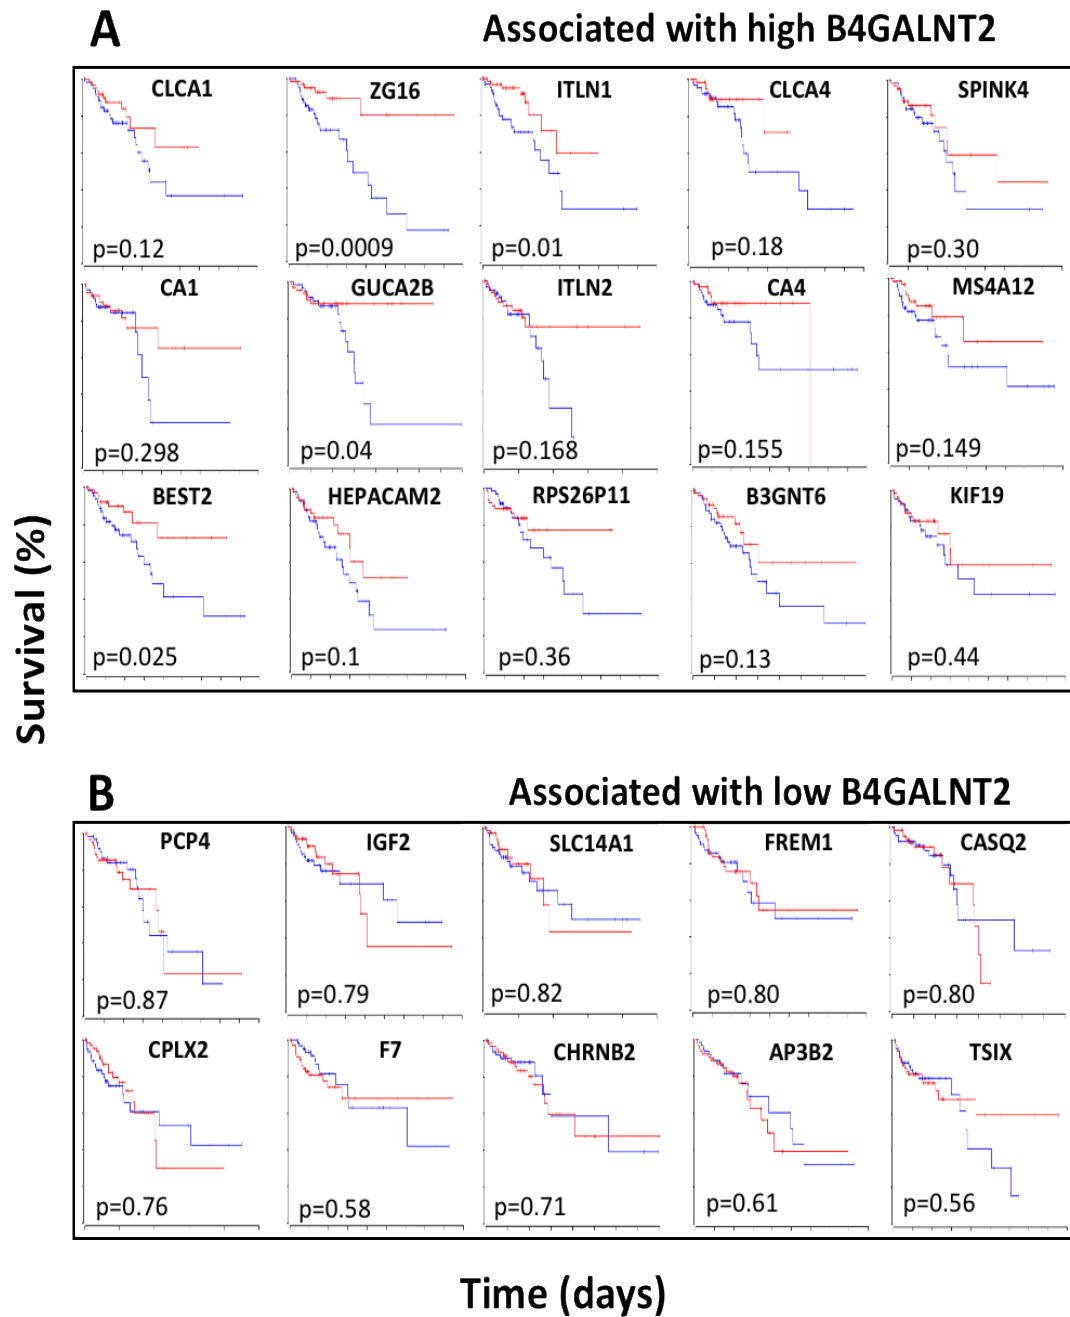 A
Associated with high B4GALNT2
CLCA1
ZG16
ITLN1
CLCA4
SPINK4
p=0.12
p=0.0009
p=0.01
p=0.18
p=0.30
CA1
GUCA2B
ITLN2
CA4
MS4A12
p=0.298
p=0.04
p=0.168
p=0.155
p=0.149
BEST2
HEPACAM2
RPS26P11
B3GNT6
KIF19
p=0.025
p=0.1
p=0.36
p=0.13
p=0.44
Survival (%)
B
Associated with low B4GALNT2
PCP4
IGF2
SLC14A1
FREM1
CASQ2
p=0.87
p=0.79
p=0.82
p=0.80
p=0.80
CPLX2
F7
CHRNB2
AP3B2
TSIX
p=0.76
p=0.58
p=0.71
p=0.61
p=0.56
Time (days)